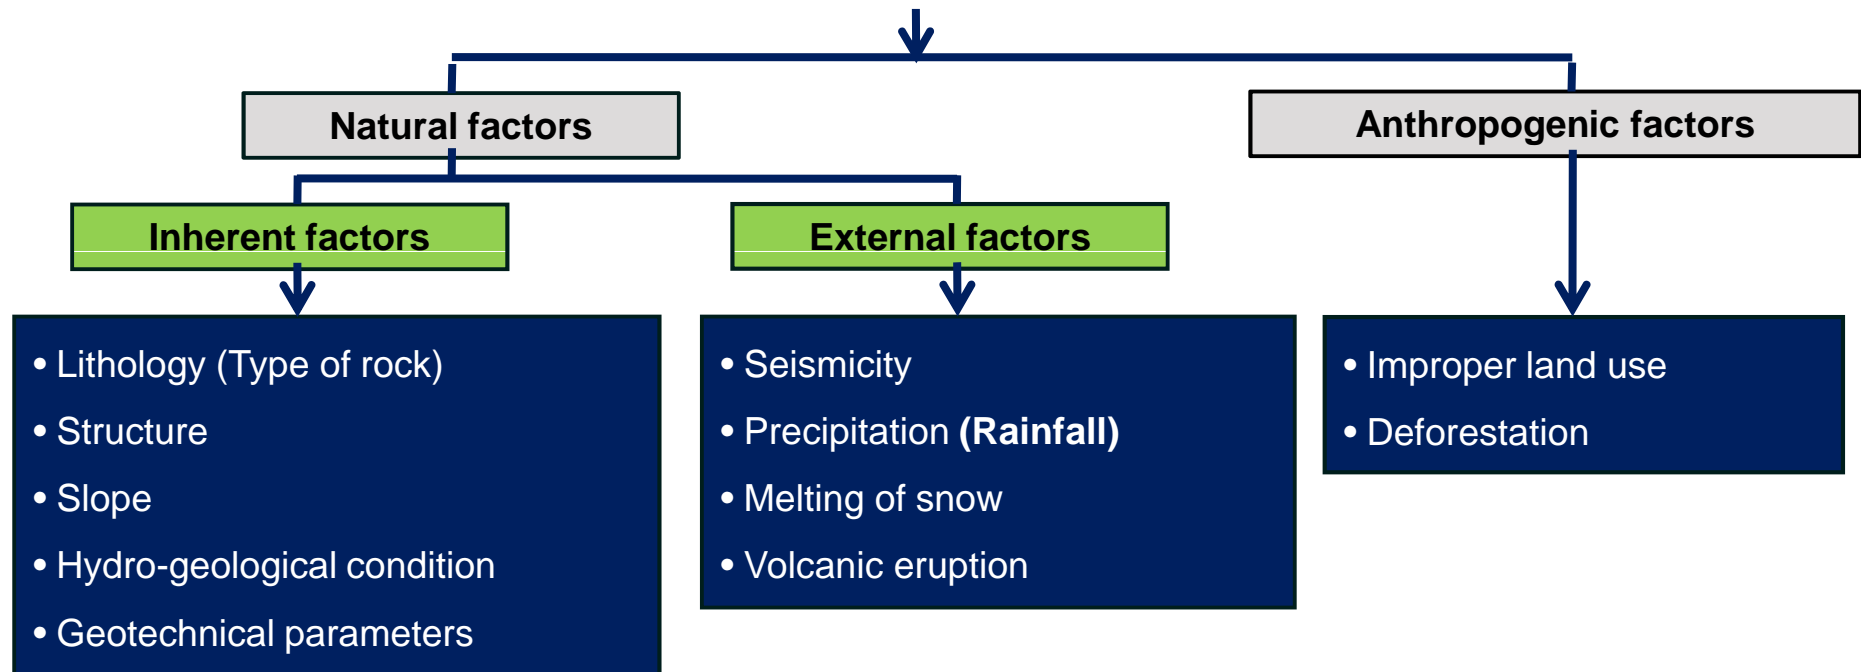 Natural factors
Anthropogenic factors
Inherent factors
External factors
• Lithology (Type of rock)
• Structure
• Slope
• Hydro-geological condition
• Geotechnical parameters
• Seismicity
• Precipitation (Rainfall)
• Melting of snow
• Volcanic eruption
• Improper land use
• Deforestation